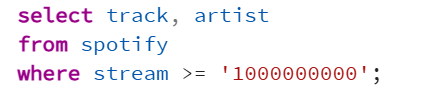 select track, artist
from spotify
where stream >= '1000000000';